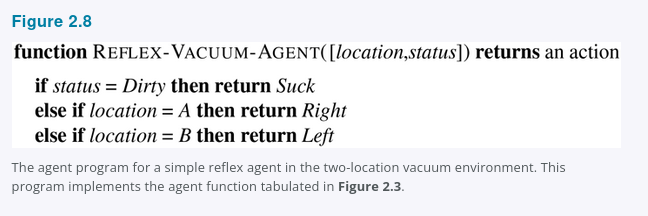 Figure 2.8
function REFLEX-VACUUM-AGENT([location,status]) returns an action
if status = Dirty then return Suck
else if location = A then return Right
else if location = B then return Left
The agent program for a simple reflex agent in the two-location vacuum environment. This
program implements the agent function tabulated in Figure 2.3.